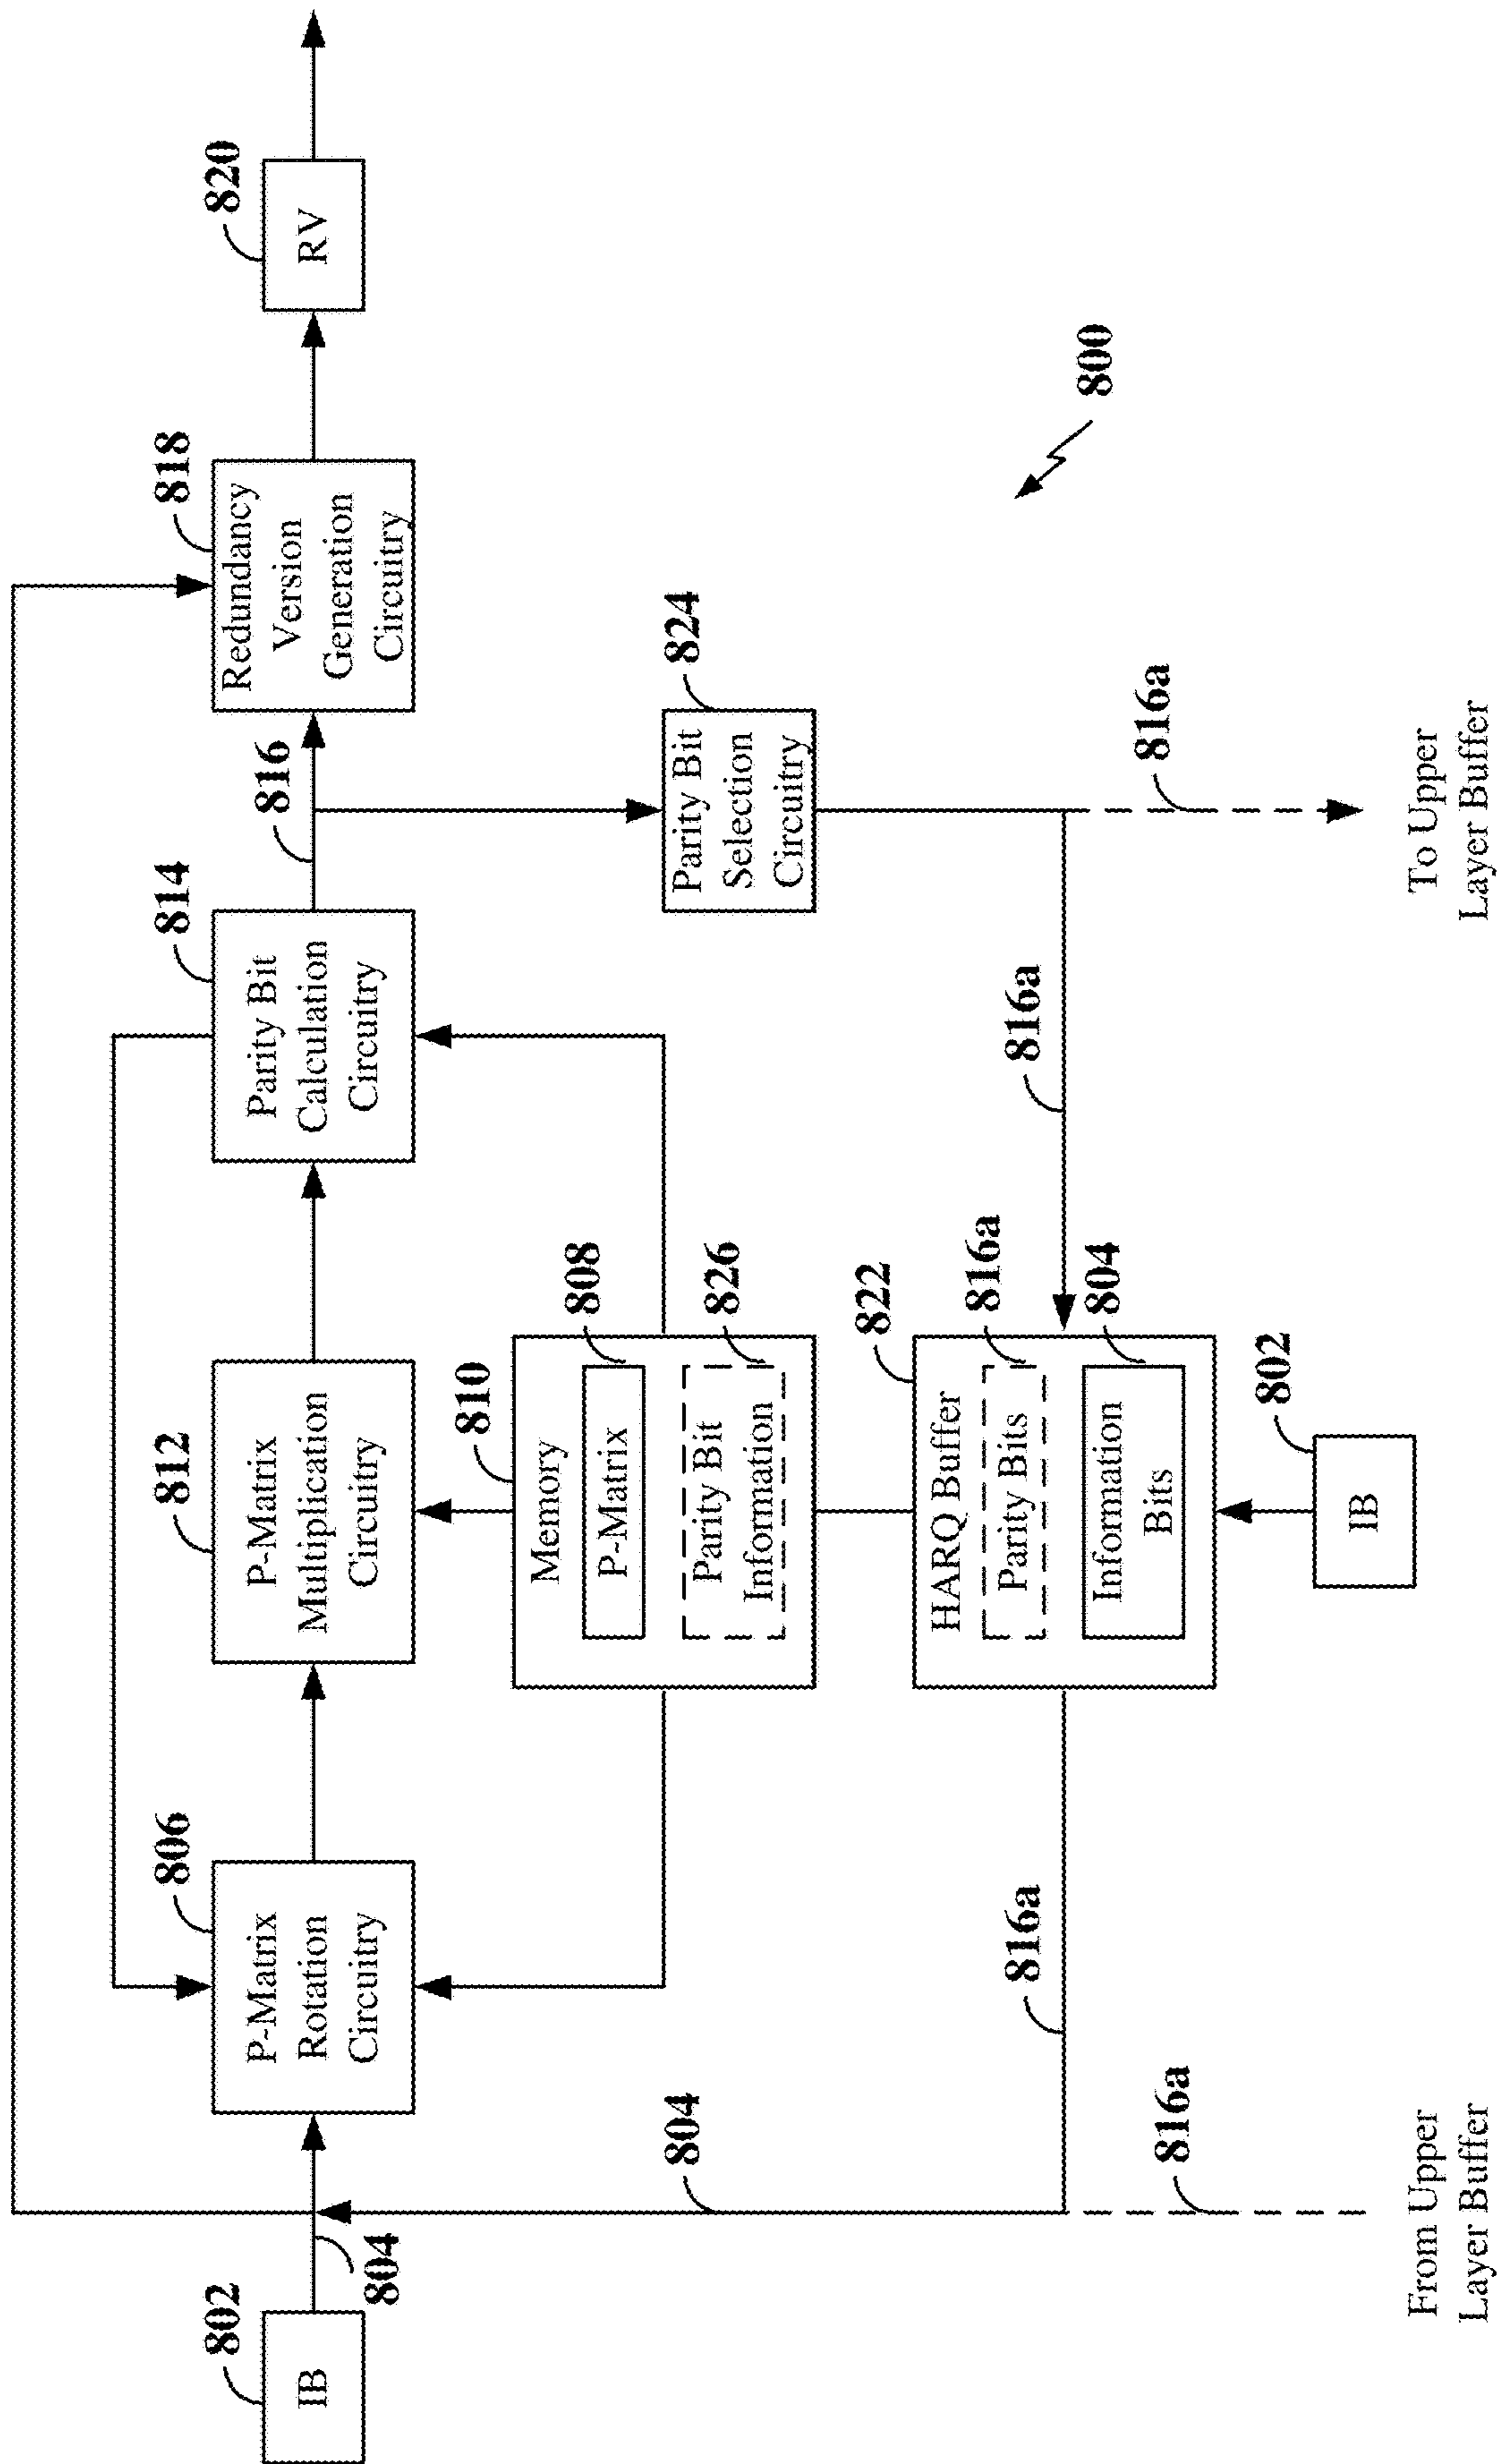 802
IB
804
806
P-Matrix
Rotation
Circuitry
812
P-Matrix
Multiplication
Circuitry
814
Parity Bit
Calculation
Circuitry
816
818
Redundancy
Version
Generation
Circuitry
820
RV
810
Memory
808
P-Matrix
826
Parity Bit
Information
824
Parity Bit
Selection
Circuitry
800
804
816a
822
HARQ Buffer
816a
Parity Bits
804
Information
Bits
816a
816a
816a
802
IB
From Upper
Layer Buffer
To Upper
Layer Buffer